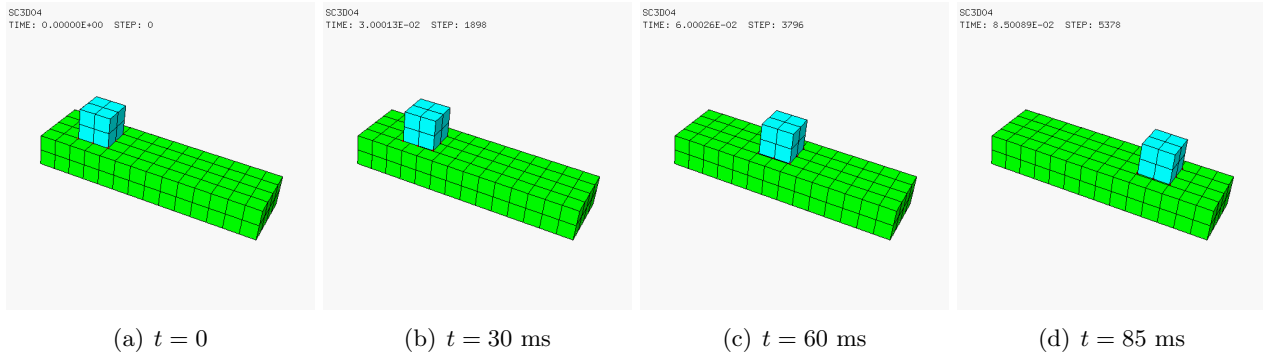 SC3D04
TIME: 0.00000E+00 STEP: 0
SC3D04
TIME: 3.00013E-02 STEP: 1898
SC3D04
TIME: 6.00026E-02 STEP: 3796
SC3D04
TIME: 8.50089E-02 STEP: 5378
(a) t = 0
(b) t = 30 ms
(c) t = 60 ms
(d) t = 85 ms